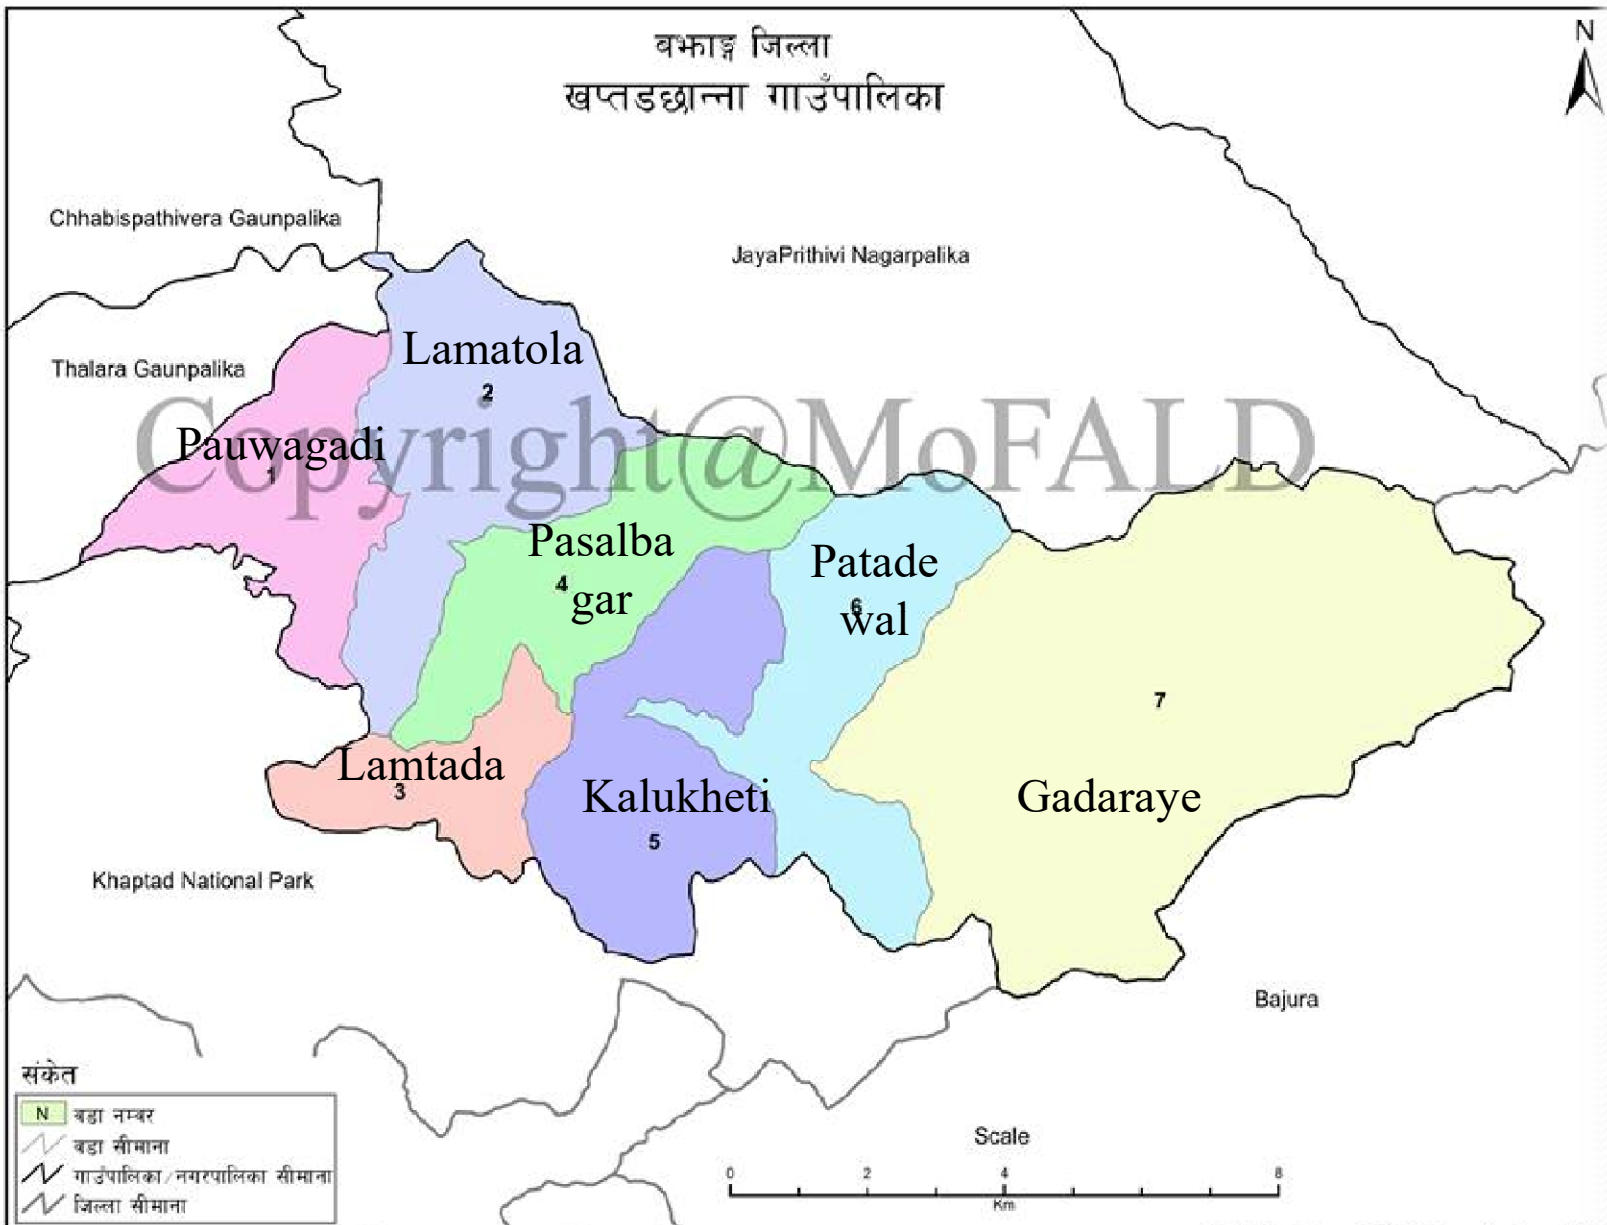 बझाङ्ग जिल्ला
खप्तडछान्ना गाउँपालिका
N
Chhabispathivera Gaunpalika
JayaPrithivi Nagarpalika
Thalara Gaunpalika
Lamatola
2
Copyright@MoFALD
Pauwagadi
1
Pasalba
4
gar
Patade
6
wal
7
Lamtada
3
Kalukheti
5
Gadaraye
Khaptad National Park
Bajura
संकेत
N वडा नम्बर
वडा सीमाना
गाउँपालिका/नगरपालिका सीमाना
जिल्ला सीमाना
Scale
0 2 4 8
Km